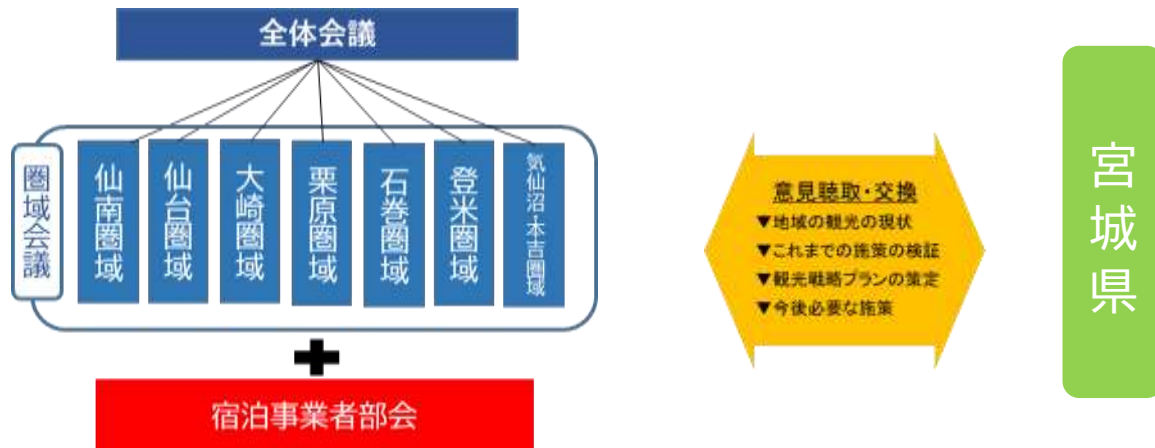 全体会議
圏域会議
仙南圏域
仙台圏域
大崎圏域
栗原圏域
石巻圏域
登米圏域
気仙沼・本吉圏域
宿泊事業者部会
意見聴取・交換
▼地域の観光の現状
▼これまでの施策の検証
▼観光戦略プランの策定
▼今後必要な施策
宮城県